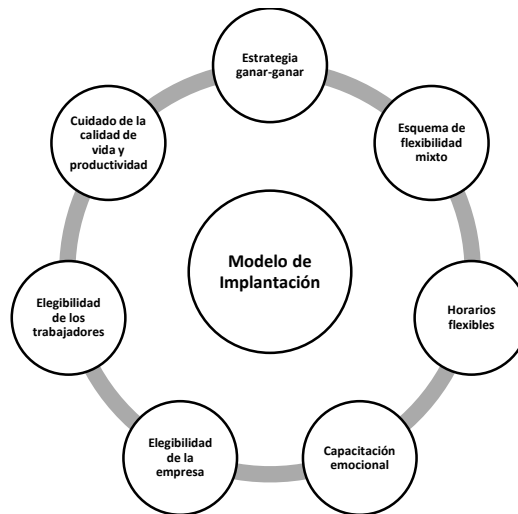 Estrategia
ganar-ganar
Esquema de
flexibilidad
mixto
Horarios
flexibles
Capacitación
emocional
Elegibilidad
de la
empresa
Elegibilidad
de los
trabajadores
Cuidado de la
calidad de
vida y
productividad
Modelo de
Implantación